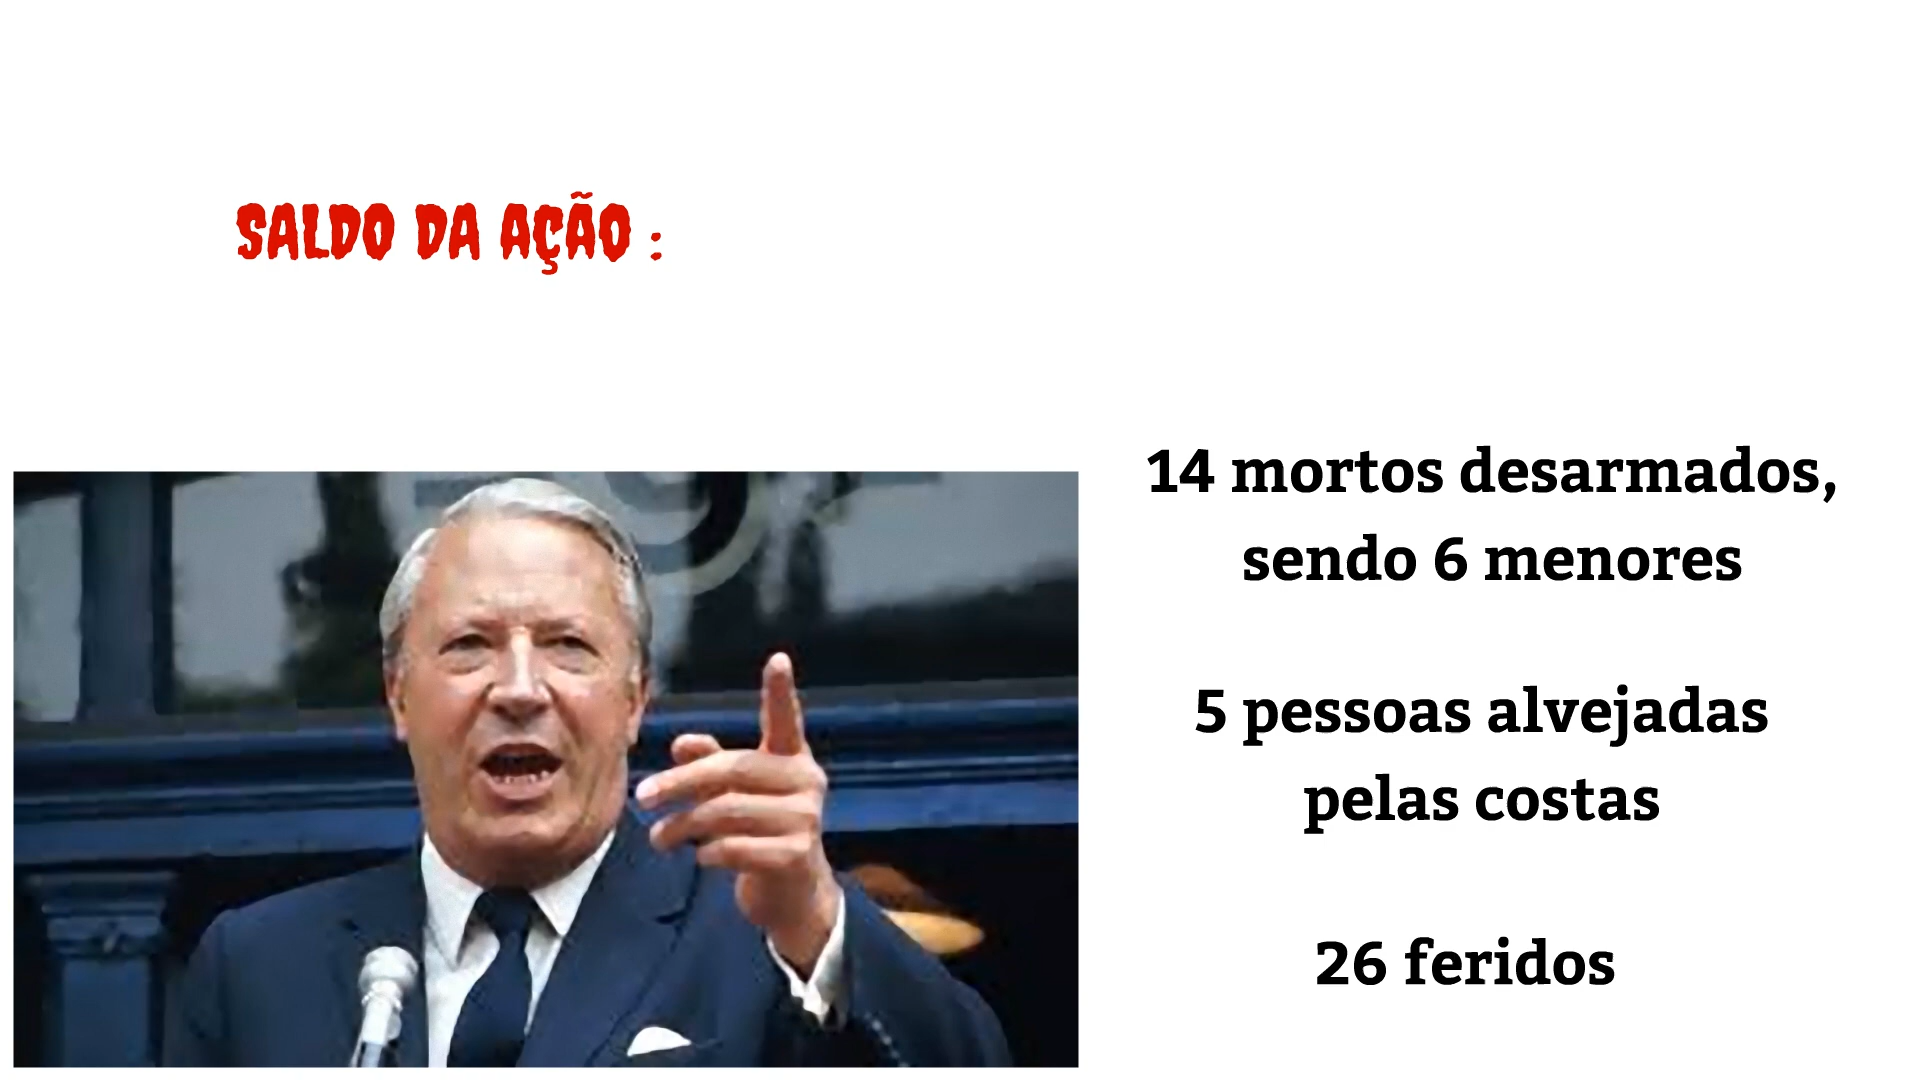 SALDO DA AÇÃO :
14 mortos desarmados,
sendo 6 menores
5 pessoas alvejadas
pelas costas
26 feridos